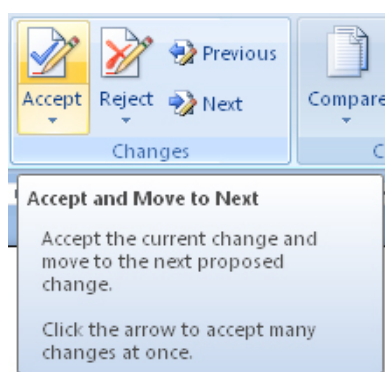 Accept Reject Previous Next Compare
Changes C
Accept and Move to Next
Accept the current change and
move to the next proposed
change.
Click the arrow to accept many
changes at once.